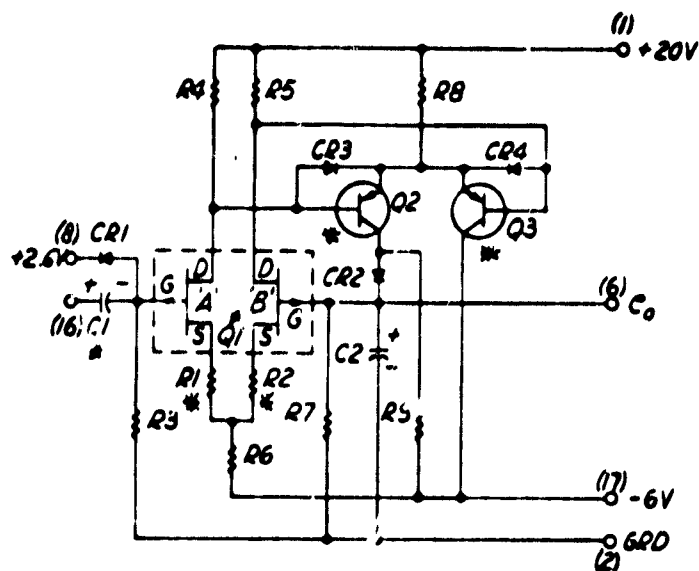 (1)
+20V
R4
R5
R8
CR3
CR4
Q2
*
Q3
*
(8) CR1
+2.6V
+ -
G
D
D
A
B
Q1
S
S
G
(16) C1
*
CR2
(6)
e₀
+
C2
-
R1
*
R2
*
R3
R7
R9
R6
(17)
-6V
GRD
(2)